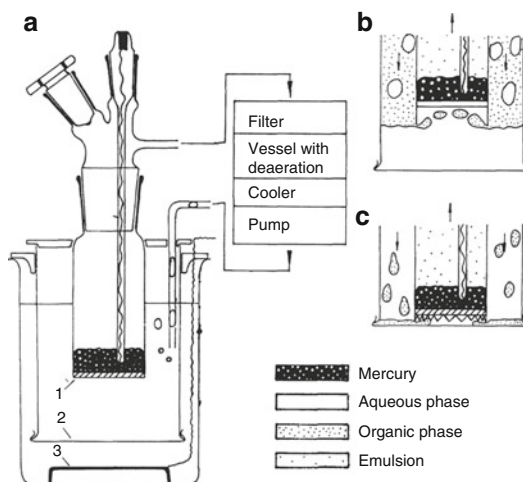 a
b
Filter
Vessel with
deaeration
Cooler
Pump
c
1
2
3
Mercury
Aqueous phase
Organic phase
Emulsion